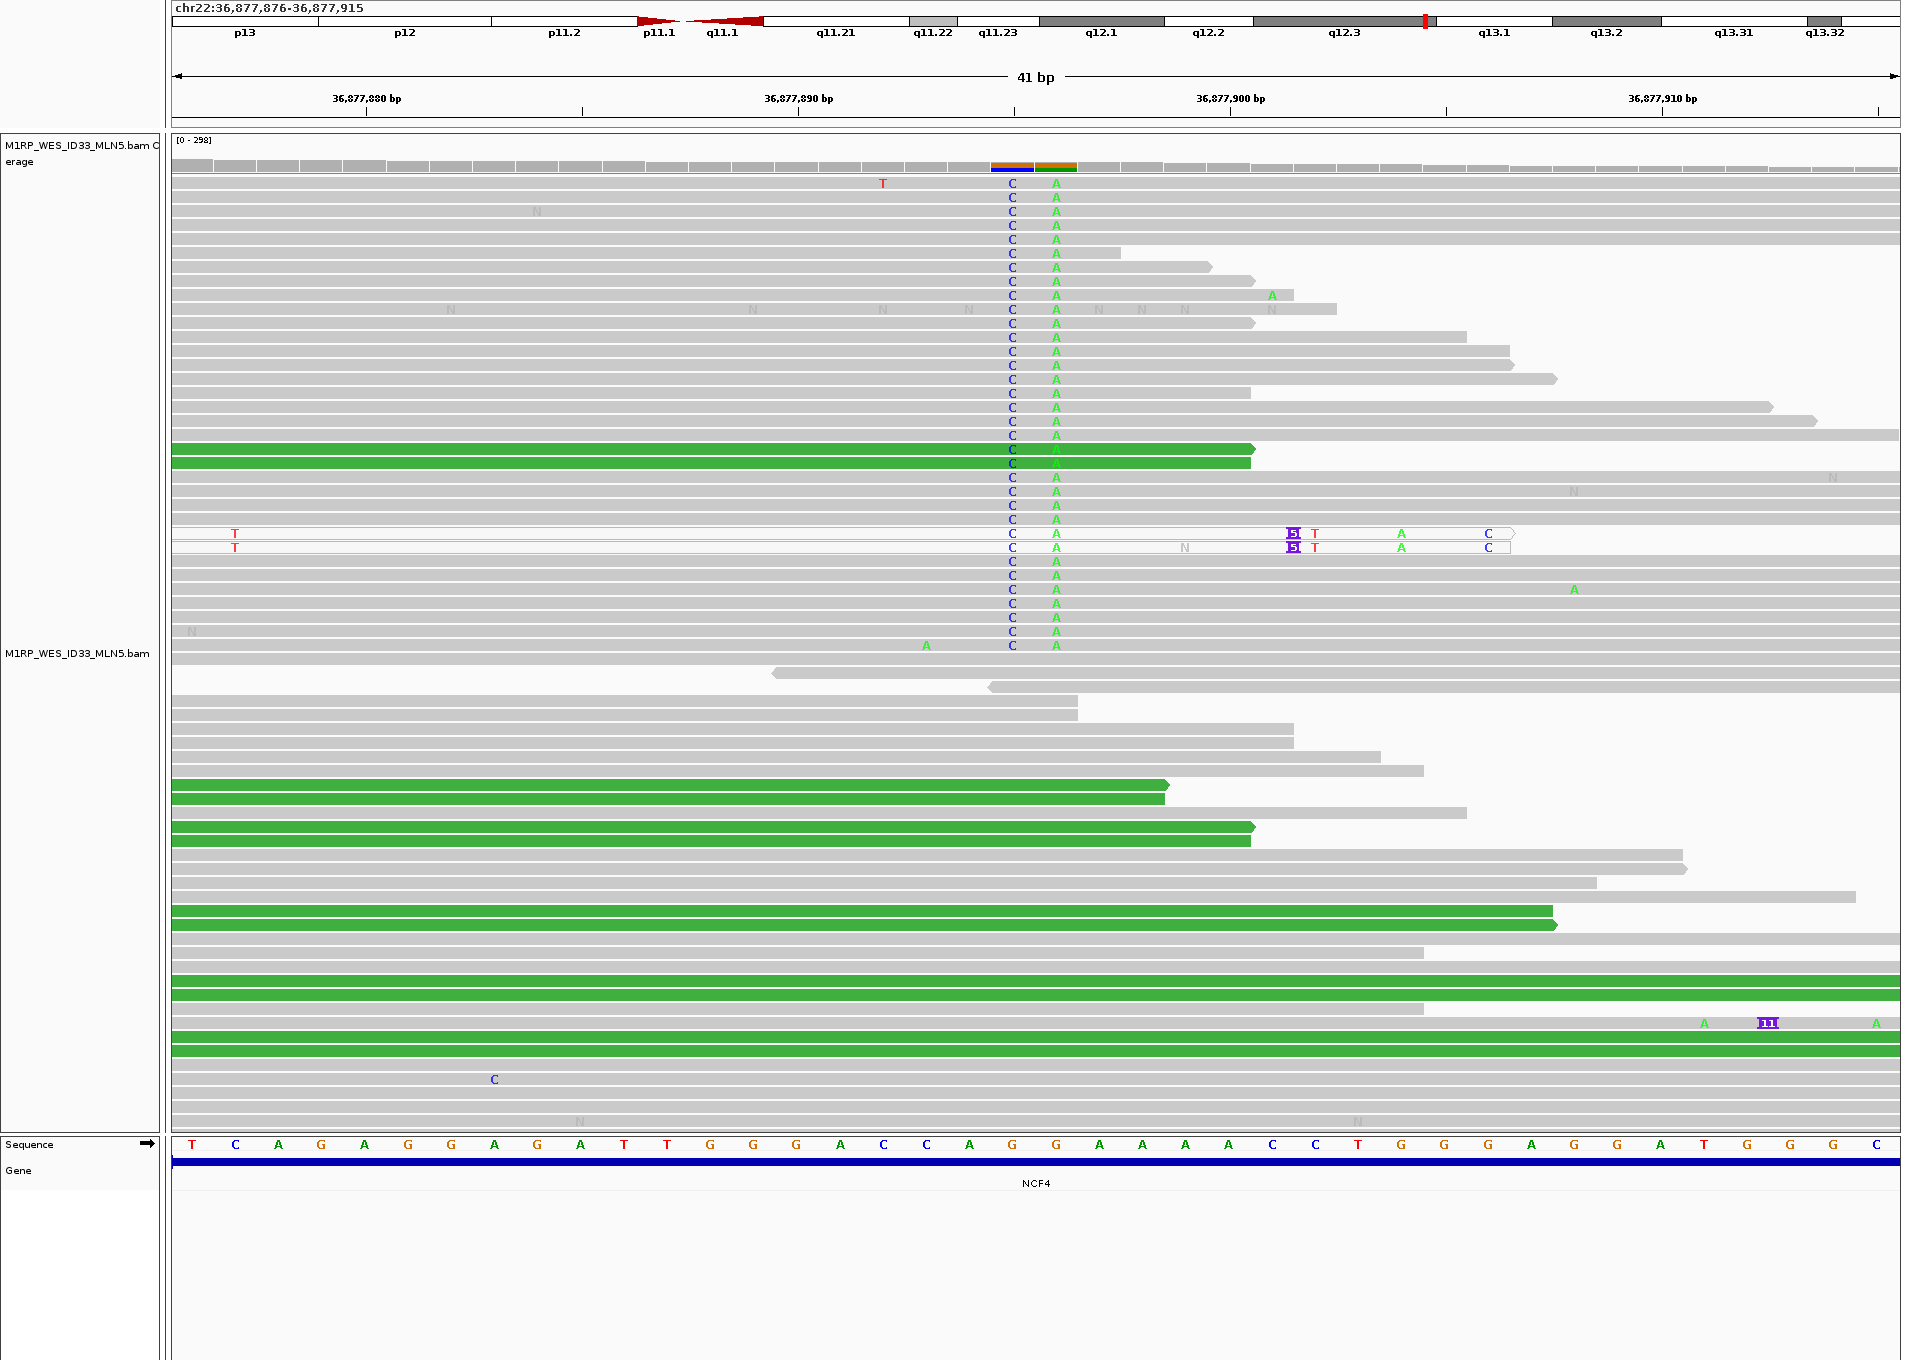 chr22:36,877,876-36,877,915
p13 p12 p11.2 p11.1 q11.1 q11.21 q11.22 q11.23 q12.1 q12.2 q12.3 q13.1 q13.2 q13.31 q13.32
41 bp
36,877,880 bp 36,877,890 bp 36,877,900 bp 36,877,910 bp
M1RP_WES_ID33_MLN5.bam C
erage
[0 - 298]
T C A
C A
N C A
C A
C A
C A
C A
C A
C A A
N N N N C A N N N N
C A
C A
C A
C A
C A
C A
C A
C A
C A
C A
C A
C A N
C A N
C A
C A
T C A 5 T A C
T C A N 5 T A C
C A
C A
C A A
C A
C A
N C A
A C A
M1RP_WES_ID33_MLN5.bam
A 11 A
C
N N
Sequence T C A G A G G A G A T T G G G A C C A G G A A A A C C T G G G A G G A T G G G C
Gene
NCF4